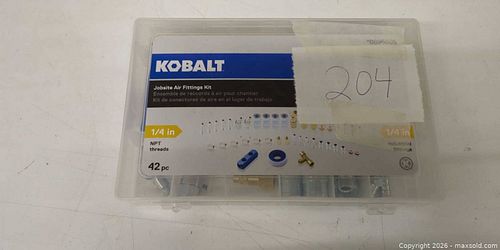 KOBALT
204
Jobsite Air Fittings Kit
Ensemble de raccords à air pour chantier
Kit de conectores de aire en el lugar de trabajo
1/4 in
NPT
threads
42 pc
1/4 in
Industrial
Copyright ©2026 - maxsold.com